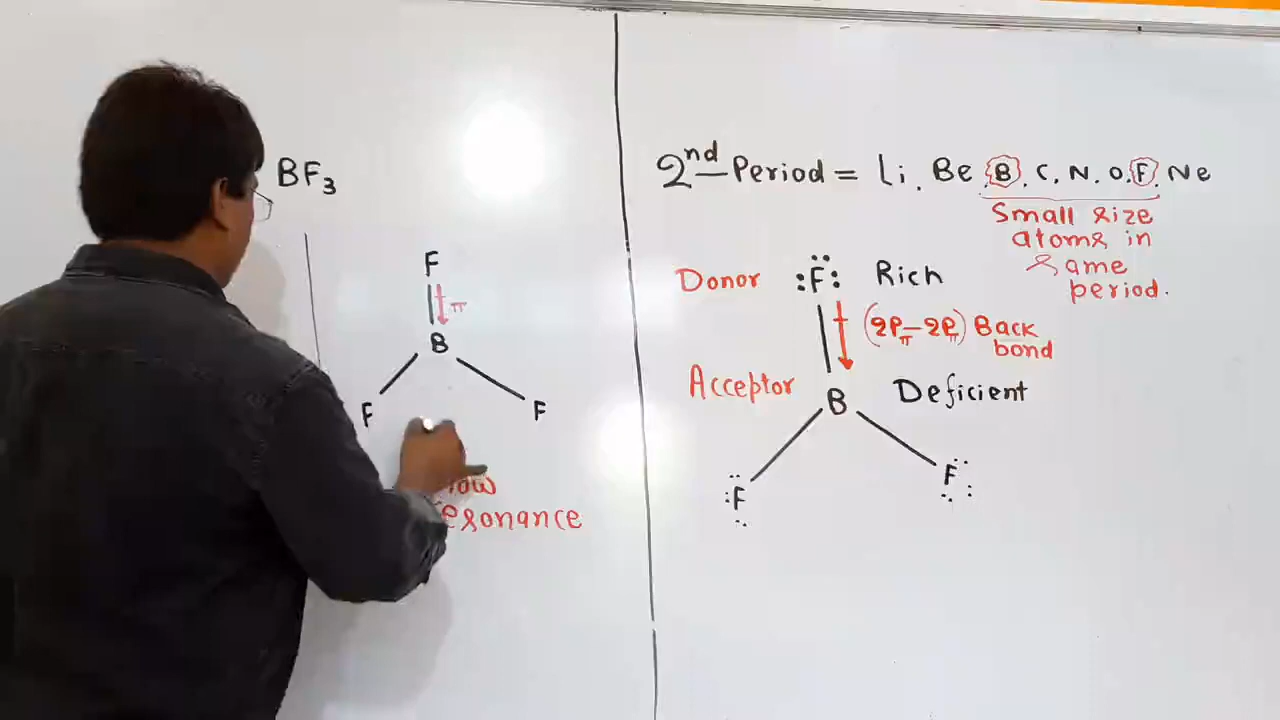 BF₃
F
π
B
F F
esonance
2nd Period = Li, Be, B, C, N, O, F, Ne
Small size
atoms in
same
period.
Donor :F: Rich
(2Pπ-2Pπ) Back
bond
Acceptor B Deficient
:F F: